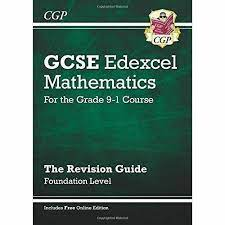 CGP
CGP
GCSE Edexcel
Mathematics
For the Grade 9-1 Course
The Revision Guide
Foundation Level
Includes Free Online Edition